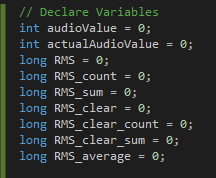 // Declare Variables
int audioValue = 0;
int actualAudioValue = 0;
long RMS = 0;
long RMS_count = 0;
long RMS_sum = 0;
long RMS_clear = 0;
long RMS_clear_count = 0;
long RMS_clear_sum = 0;
long RMS_average = 0;